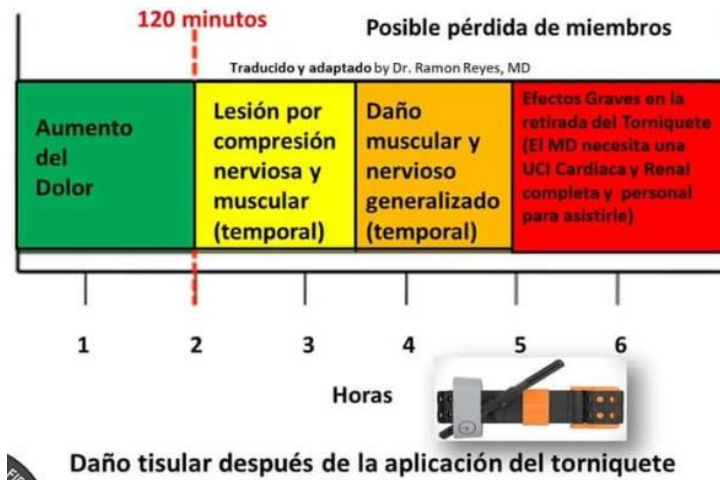 120 minutos
Posible pérdida de miembros
Traducido y adaptado by Dr. Ramon Reyes, MD
Aumento
del
Dolor
Lesión por
compresión
nerviosa y
muscular
(temporal)
Daño
muscular y
nervioso
generalizado
(temporal)
Efectos Graves en la
retirada del Torniquete
(El MD necesita una
UCI Cardiaca y Renal
completa y personal
para asistirle)
1 2 3 4 5 6
Horas
Daño tisular después de la aplicación del torniquete